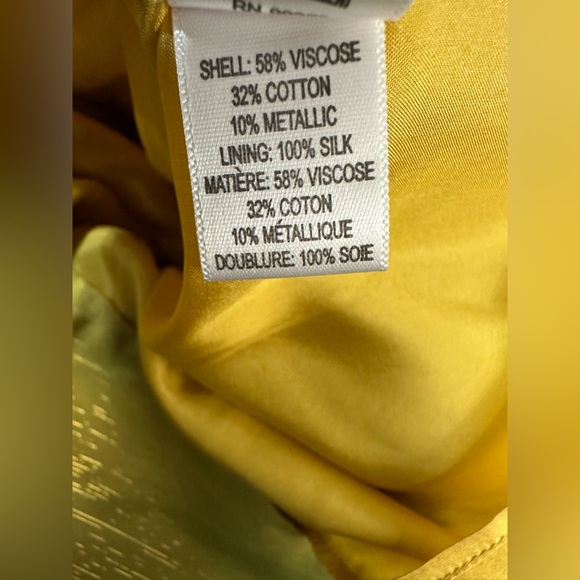 RN
SHELL: 58% VISCOSE
32% COTTON
10% METALLIC
LINING: 100% SILK
MATIÈRE: 58% VISCOSE
32% COTON
10% MÉTALLIQUE
DOUBLURE: 100% SOIE